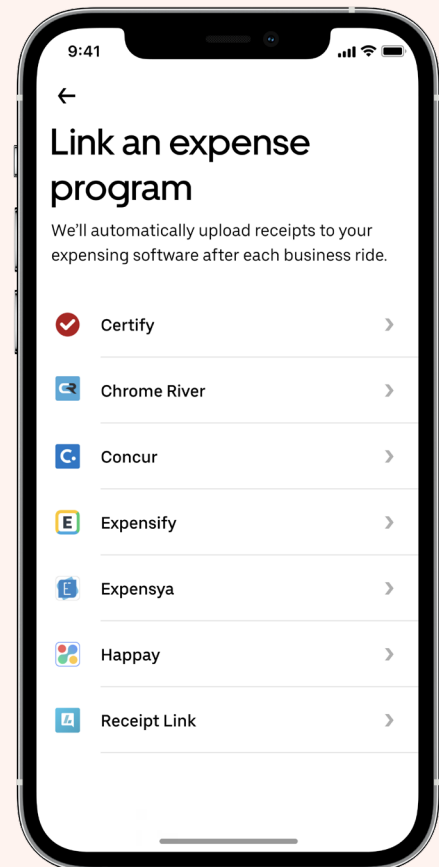 9:41
Link an expense
program
We'll automatically upload receipts to your
expensing software after each business ride.
Certify
CR Chrome River
C. Concur
E Expensify
E Expensya
Happay
Receipt Link